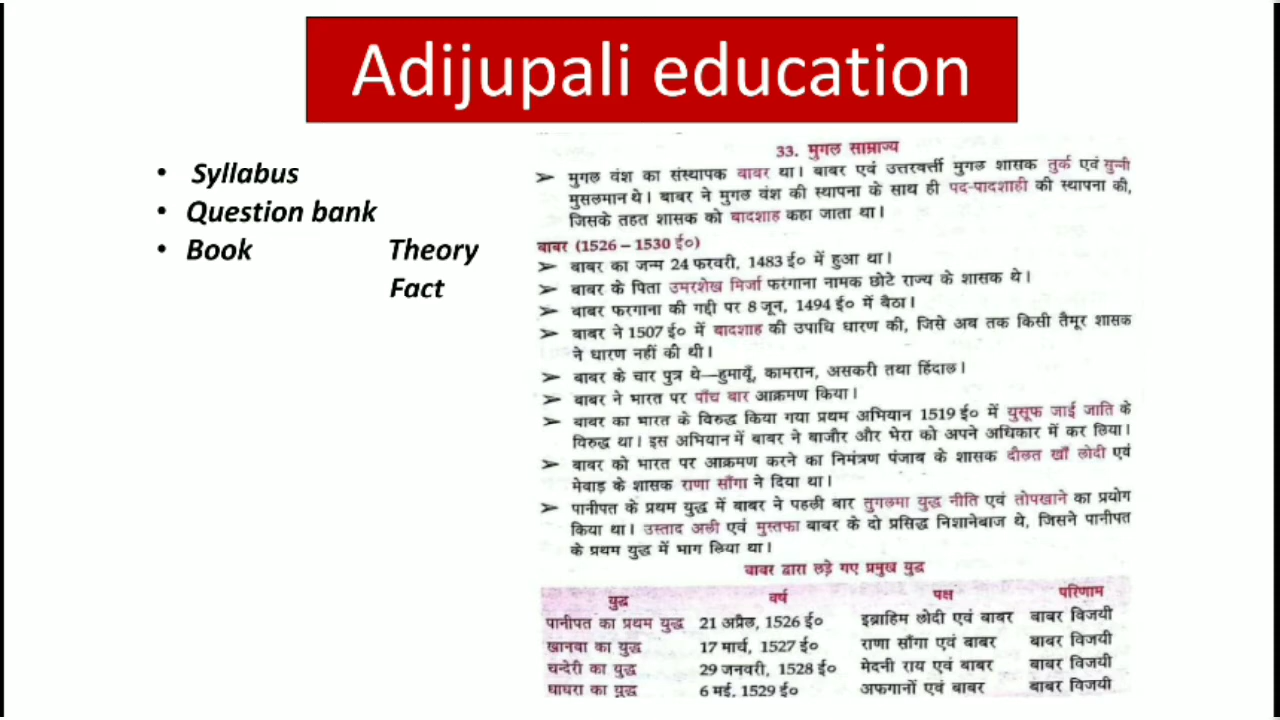 Adijupali education
• Syllabus
• Question bank
• Book Theory
Fact
33. मुगल साम्राज्य
➤ मुगल वंश का संस्थापक बाबर था। बाबर एवं उत्तरवर्त्ती मुगल शासक तुर्क एवं सुन्नी
मुसलमान थे। बाबर ने मुगल वंश की स्थापना के साथ ही पद-पादशाही की स्थापना की,
जिसके तहत शासक को बादशाह कहा जाता था।
बाबर (1526 – 1530 ई०)
➤ बाबर का जन्म 24 फरवरी, 1483 ई० में हुआ था।
➤ बाबर के पिता उमरशेख मिर्जा फरगाना नामक छोटे राज्य के शासक थे।
➤ बाबर फरगाना की गद्दी पर 8 जून, 1494 ई० में बैठा।
➤ बाबर ने 1507 ई० में बादशाह की उपाधि धारण की, जिसे अब तक किसी तैमूर शासक
ने धारण नहीं की थी।
➤ बाबर के चार पुत्र थे—हुमायूँ, कामरान, असकरी तथा हिंदाल।
➤ बाबर ने भारत पर पाँच बार आक्रमण किया।
➤ बाबर का भारत के विरुद्ध किया गया प्रथम अभियान 1519 ई० में युसूफ जाई जाति के
विरुद्ध था। इस अभियान में बाबर ने बाजौर और भेरा को अपने अधिकार में कर लिया।
➤ बाबर को भारत पर आक्रमण करने का निमंत्रण पंजाब के शासक दौलत खाँ लोदी एवं
मेवाड़ के शासक राणा साँगा ने दिया था।
➤ पानीपत के प्रथम युद्ध में बाबर ने पहली बार तुगलमा युद्ध नीति एवं तोपखाने का प्रयोग
किया था। उस्ताद अली एवं मुस्तफा बाबर के दो प्रसिद्ध निशानेबाज थे, जिसने पानीपत
के प्रथम युद्ध में भाग लिया था।
बाबर द्वारा लड़े गए प्रमुख युद्ध
युद्ध वर्ष पक्ष परिणाम
पानीपत का प्रथम युद्ध 21 अप्रैल, 1526 ई० इब्राहिम लोदी एवं बाबर बाबर विजयी
खानवा का युद्ध 17 मार्च, 1527 ई० राणा साँगा एवं बाबर बाबर विजयी
चन्देरी का युद्ध 29 जनवरी, 1528 ई० मेदनी राय एवं बाबर बाबर विजयी
घाघरा का युद्ध 6 मई, 1529 ई० अफगानों एवं बाबर बाबर विजयी